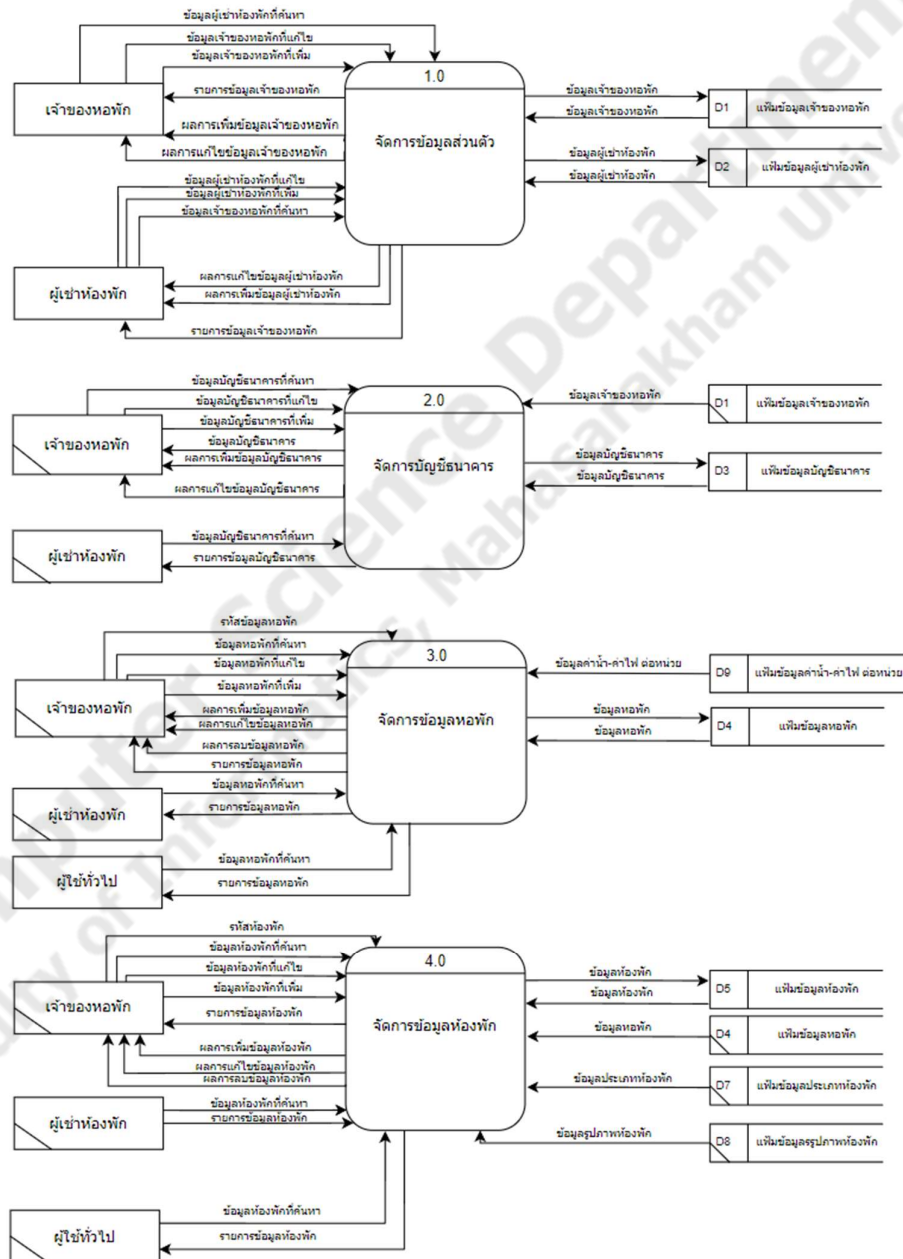 ข้อมูลผู้เช่าห้องพักที่ค้นหา
ข้อมูลเจ้าของหอพักที่แก้ไข
ข้อมูลเจ้าของหอพักที่เพิ่ม
เจ้าของหอพัก
รายการข้อมูลเจ้าของหอพัก
ผลการเพิ่มข้อมูลเจ้าของหอพัก
ผลการแก้ไขข้อมูลเจ้าของหอพัก
1.0
จัดการข้อมูลส่วนตัว
ข้อมูลเจ้าของหอพัก
ข้อมูลเจ้าของหอพัก
D1 แฟ้มข้อมูลเจ้าของหอพัก
ข้อมูลผู้เช่าห้องพัก
ข้อมูลผู้เช่าห้องพัก
D2 แฟ้มข้อมูลผู้เช่าห้องพัก
ข้อมูลผู้เช่าห้องพักที่แก้ไข
ข้อมูลผู้เช่าห้องพักที่เพิ่ม
ข้อมูลเจ้าของหอพักที่ค้นหา
ผู้เช่าห้องพัก
ผลการแก้ไขข้อมูลผู้เช่าห้องพัก
ผลการเพิ่มข้อมูลผู้เช่าห้องพัก
รายการข้อมูลเจ้าของหอพัก
ข้อมูลบัญชีธนาคารที่ค้นหา
ข้อมูลบัญชีธนาคารที่แก้ไข
ข้อมูลบัญชีธนาคารที่เพิ่ม
เจ้าของหอพัก
ข้อมูลบัญชีธนาคาร
ผลการเพิ่มข้อมูลบัญชีธนาคาร
ผลการแก้ไขข้อมูลบัญชีธนาคาร
2.0
จัดการบัญชีธนาคาร
ข้อมูลเจ้าของหอพัก
D1 แฟ้มข้อมูลเจ้าของหอพัก
ข้อมูลบัญชีธนาคาร
ข้อมูลบัญชีธนาคาร
D3 แฟ้มข้อมูลบัญชีธนาคาร
ผู้เช่าห้องพัก
ข้อมูลบัญชีธนาคารที่ค้นหา
รายการข้อมูลบัญชีธนาคาร
รหัสข้อมูลหอพัก
ข้อมูลหอพักที่ค้นหา
ข้อมูลหอพักที่แก้ไข
ข้อมูลหอพักที่เพิ่ม
เจ้าของหอพัก
ผลการเพิ่มข้อมูลหอพัก
ผลการแก้ไขข้อมูลหอพัก
ผลการลบข้อมูลหอพัก
รายการข้อมูลหอพัก
3.0
จัดการข้อมูลหอพัก
ข้อมูลค่าน้ำ-ค่าไฟ ต่อหน่วย
D9 แฟ้มข้อมูลค่าน้ำ-ค่าไฟ ต่อหน่วย
ข้อมูลหอพัก
ข้อมูลหอพัก
D4 แฟ้มข้อมูลหอพัก
ผู้เช่าห้องพัก
ข้อมูลหอพักที่ค้นหา
รายการข้อมูลหอพัก
ผู้ใช้ทั่วไป
ข้อมูลหอพักที่ค้นหา
รายการข้อมูลหอพัก
รหัสห้องพัก
ข้อมูลห้องพักที่ค้นหา
ข้อมูลห้องพักที่แก้ไข
ข้อมูลห้องพักที่เพิ่ม
เจ้าของหอพัก
รายการข้อมูลห้องพัก
ผลการเพิ่มข้อมูลห้องพัก
ผลการแก้ไขข้อมูลห้องพัก
ผลการลบข้อมูลห้องพัก
4.0
จัดการข้อมูลห้องพัก
ข้อมูลห้องพัก
ข้อมูลห้องพัก
D5 แฟ้มข้อมูลห้องพัก
ข้อมูลหอพัก
D4 แฟ้มข้อมูลหอพัก
ข้อมูลประเภทห้องพัก
D7 แฟ้มข้อมูลประเภทห้องพัก
ข้อมูลรูปภาพห้องพัก
D8 แฟ้มข้อมูลรรูปภาพห้องพัก
ผู้เช่าห้องพัก
ข้อมูลห้องพักที่ค้นหา
รายการข้อมูลห้องพัก
ผู้ใช้ทั่วไป
ข้อมูลห้องพักที่ค้นหา
รายการข้อมูลห้องพัก
mputer Science Department
ulty of Informatics, Mahasarakham Unive